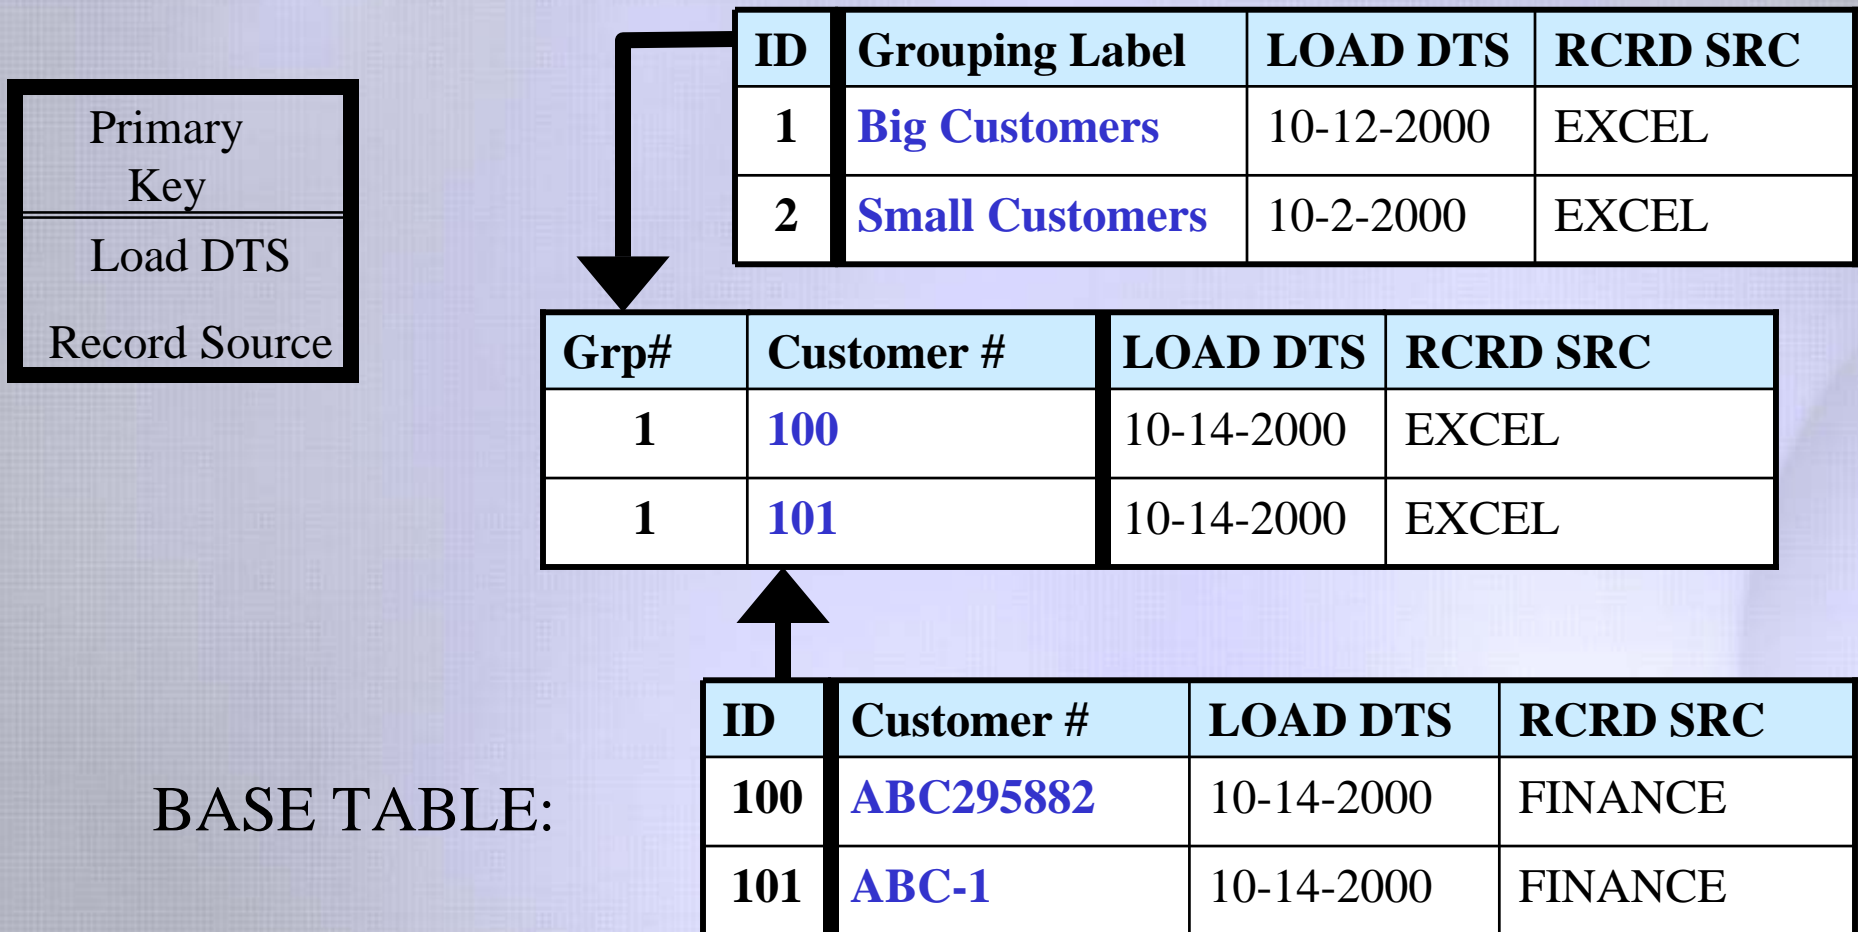 Primary
Key
Load DTS
Record Source
ID Grouping Label LOAD DTS RCRD SRC
1 Big Customers 10-12-2000 EXCEL
2 Small Customers 10-2-2000 EXCEL
Grp# Customer # LOAD DTS RCRD SRC
1 100 10-14-2000 EXCEL
1 101 10-14-2000 EXCEL
BASE TABLE:
ID Customer # LOAD DTS RCRD SRC
100 ABC295882 10-14-2000 FINANCE
101 ABC-1 10-14-2000 FINANCE